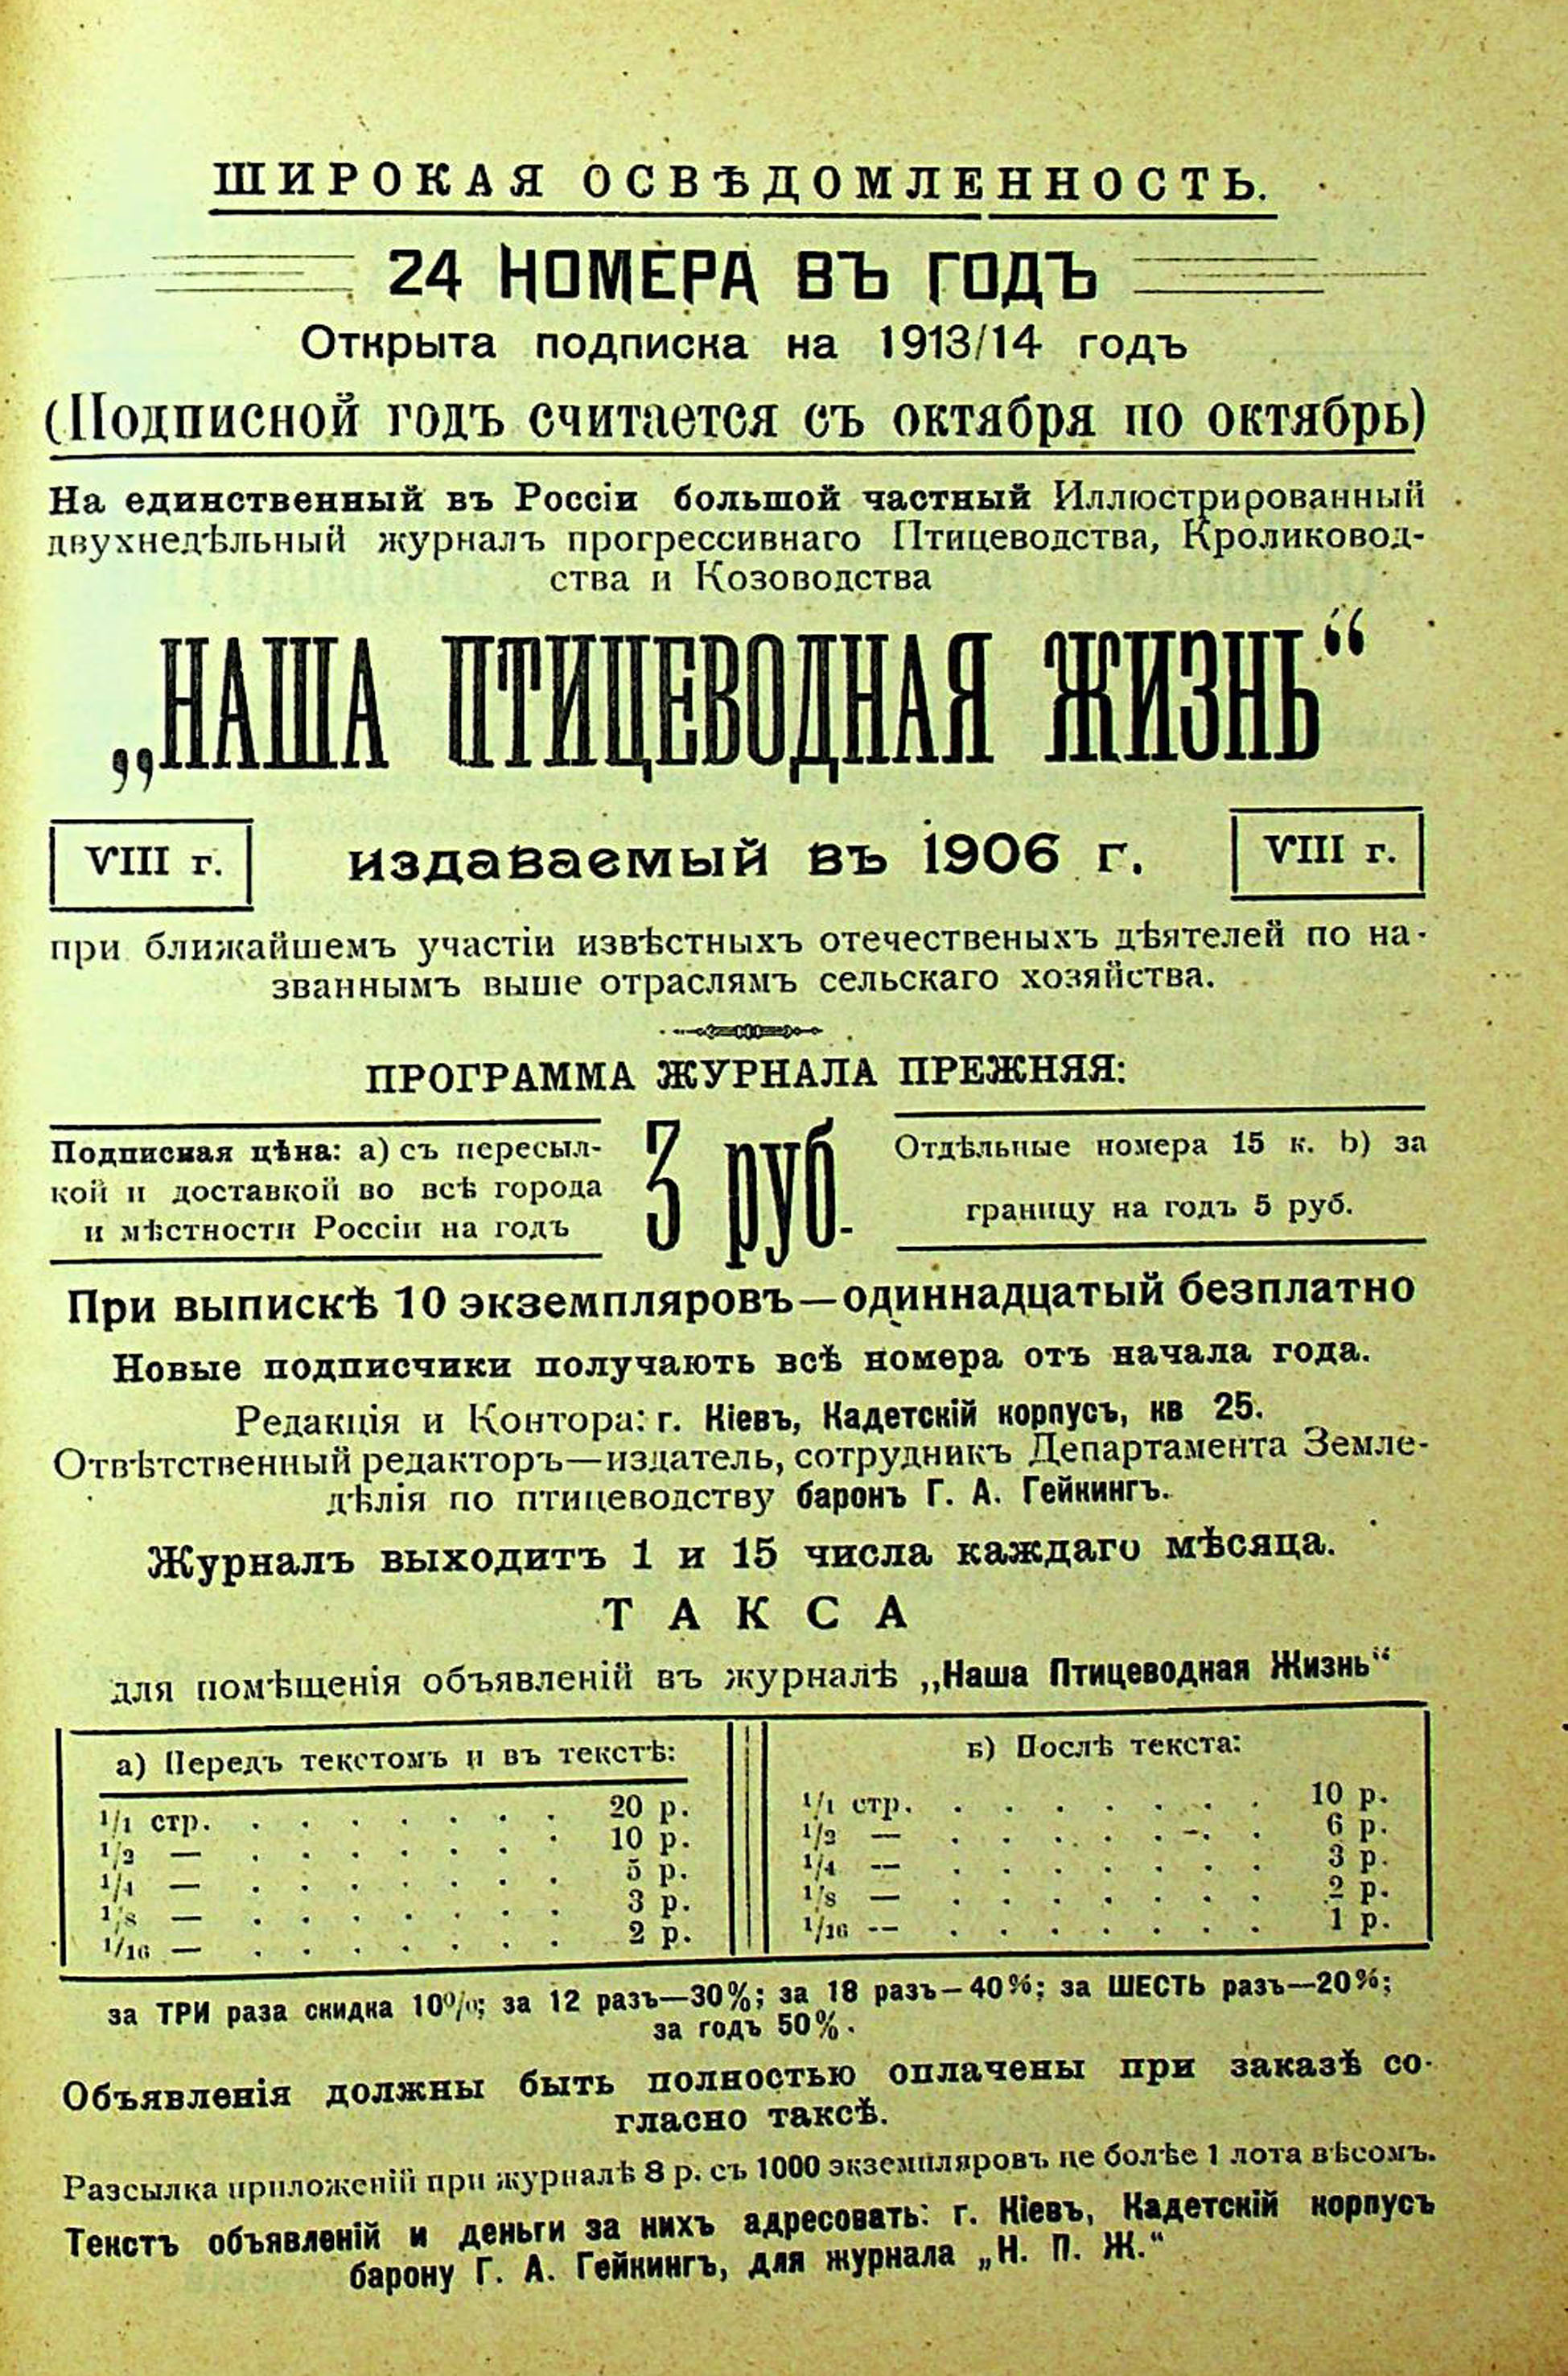 ШИРОКАЯ ОСВѢДОМЛЕННОСТЬ.
24 НОМЕРА ВЪ ГОДЪ
Открыта подписка на 1913/14 годъ
(Подписной годъ считается съ октября по октябрь)
На единственный въ Россіи большой частный Иллюстрированный
двухнедѣльный журналъ прогрессивнаго Птицеводства, Кролиководства и Козоводства
„НАША ПТИЦЕВОДНАЯ ЖИЗНЬ“
VIII г. издаваемый въ 1906 г. VIII г.
при ближайшемъ участіи извѣстныхъ отечественыхъ дѣятелей по на-
званнымъ выше отраслямъ сельскаго хозяйства.
ПРОГРАММА ЖУРНАЛА ПРЕЖНЯЯ:
Подписная цѣна: а) съ пересыл-
кой и доставкой во всѣ города
и мѣстности Россіи на годъ
3 руб.
Отдѣльные номера 15 к. b) за
границу на годъ 5 руб.
При выпискѣ 10 экземпляровъ—одиннадцатый безплатно
Новые подписчики получають всѣ номера отъ начала года.
Редакція и Контора: г. Кіевъ, Кадетскій корпусъ, кв 25.
Отвѣтственный редакторъ—издатель, сотрудникъ Департамента Земле-
дѣлія по птицеводству баронъ Г. А. Гейкингъ.
Журналъ выходитъ 1 и 15 числа каждаго мѣсяца.
ТАКСА
для помѣщенія объявленій въ журналѣ „Наша Птицеводная Жизнь“
а) Передъ текстомъ и въ текстѣ:
1/1 стр. . . . . . . . 20 р.
1/2 — . . . . . . . 10 р.
1/4 — . . . . . . . 5 р.
1/8 — . . . . . . . 3 р.
1/16 — . . . . . . . 2 р.
б) Послѣ текста:
1/1 стр. . . . . . . . 10 р.
1/2 — . . . . . . . 6 р.
1/4 — . . . . . . . 3 р.
1/8 — . . . . . . . 2 р.
1/16 — . . . . . . . 1 р.
за ТРИ раза скидка 10%; за 12 разъ—30%; за 18 разъ—40%; за ШЕСТЬ разъ—20%;
за годъ 50%.
Объявленія должны быть полностью оплачены при заказѣ со-
гласно таксѣ.
Разсылка приложеній при журналѣ 8 р. съ 1000 экземпляровъ не болѣе 1 лота вѣсомъ.
Текстъ объявленій и деньги за нихъ адресовать: г. Кіевъ, Кадетскій корпусъ
барону Г. А. Гейкингъ, для журнала „Н. П. Ж.“